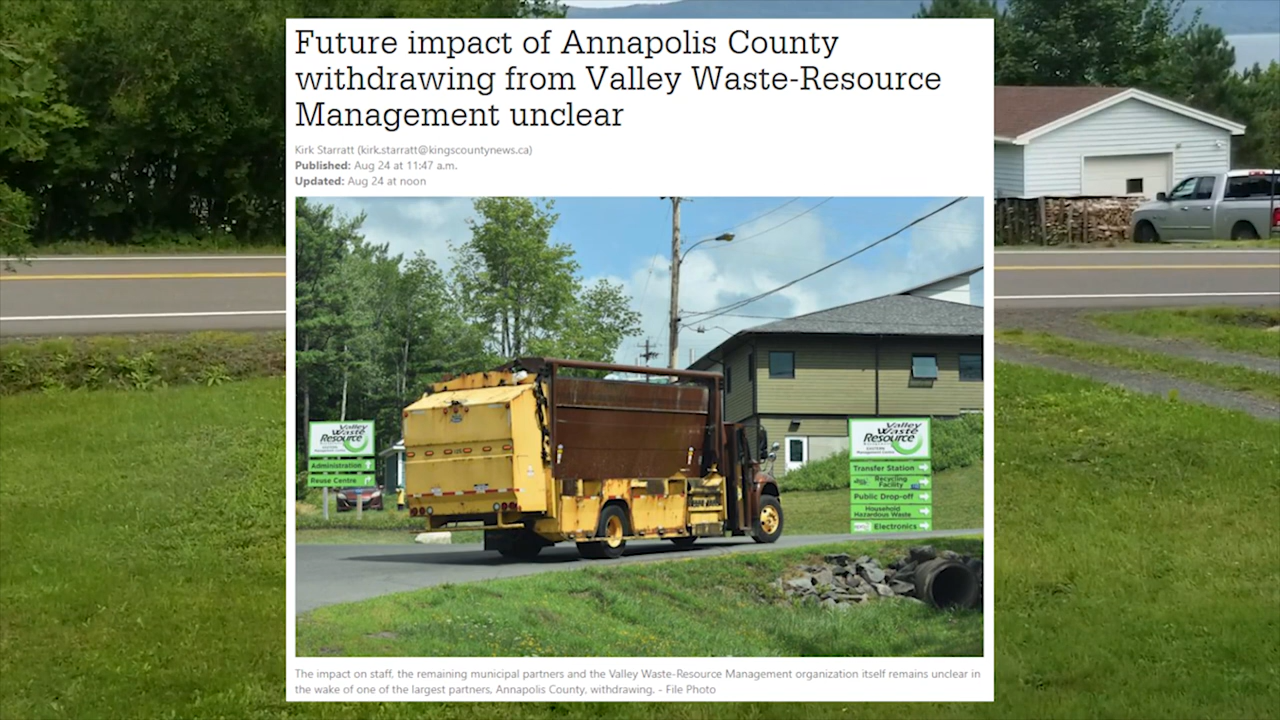 Future impact of Annapolis County
withdrawing from Valley Waste-Resource
Management unclear
Kirk Starratt (kirk.starratt@kingscountynews.ca)
Published: Aug 24 at 11:47 a.m.
Updated: Aug 24 at noon
Valley
Waste
Resource
Management Centre
Administration
Reuse Centre
Valley
Waste
Resource
Management Centre
Transfer Station
Recycling
Facility
Public Drop-off
Household
Hazardous Waste
Electronics
The impact on staff, the remaining municipal partners and the Valley Waste-Resource Management organization itself remains unclear in
the wake of one of the largest partners, Annapolis County, withdrawing. - File Photo